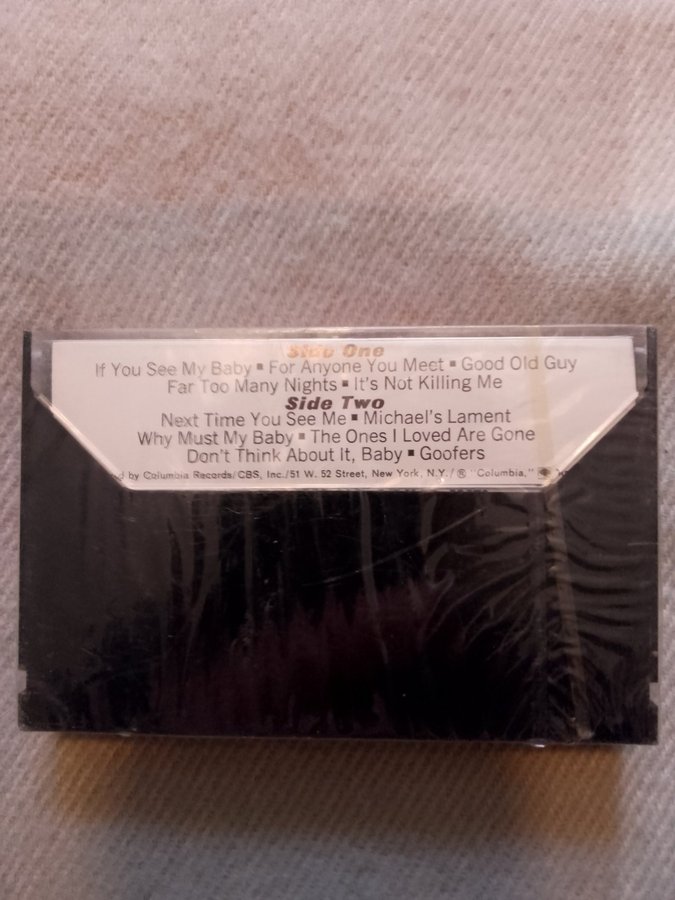 Side One
If You See My Baby ▪ For Anyone You Meet ▪ Good Old Guy
Far Too Many Nights ▪ It's Not Killing Me
Side Two
Next Time You See Me ▪ Michael's Lament
Why Must My Baby ▪ The Ones I Loved Are Gone
Don't Think About It, Baby ▪ Goofers
by Columbia Records/CBS, Inc./51 W. 52 Street, New York, N.Y./® "Columbia,"